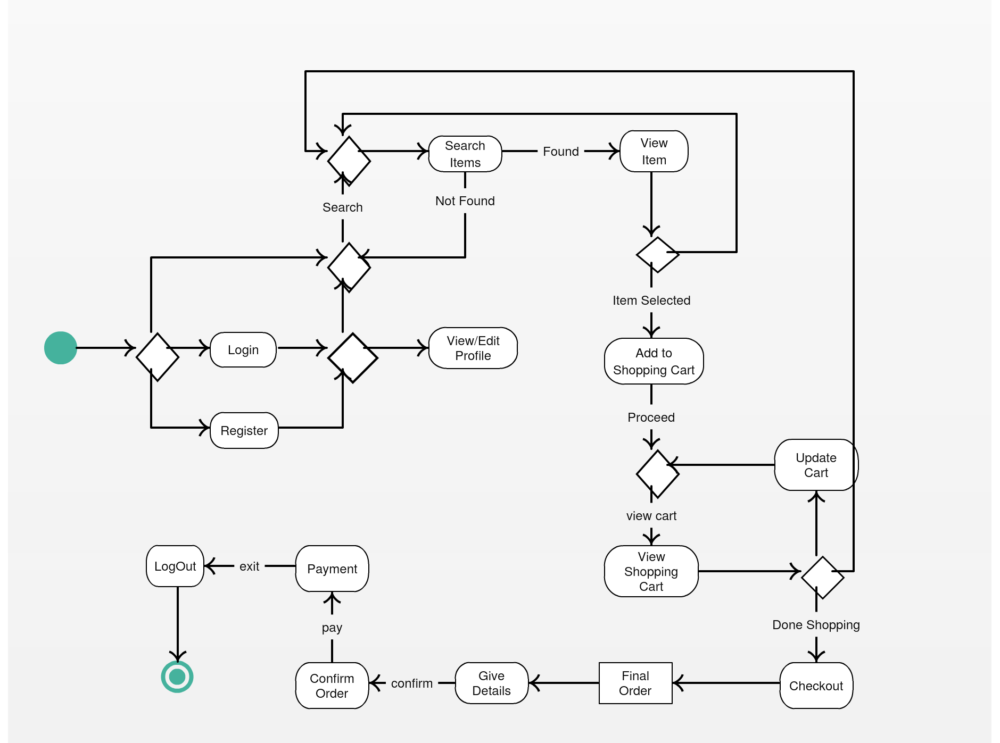 Search
Items
Found
View
Item
Search
Not Found
Item Selected
Login
View/Edit
Profile
Add to
Shopping Cart
Register
Proceed
Update
Cart
view cart
LogOut
exit
Payment
View
Shopping
Cart
pay
Done Shopping
Confirm
Order
confirm
Give
Details
Final
Order
Checkout